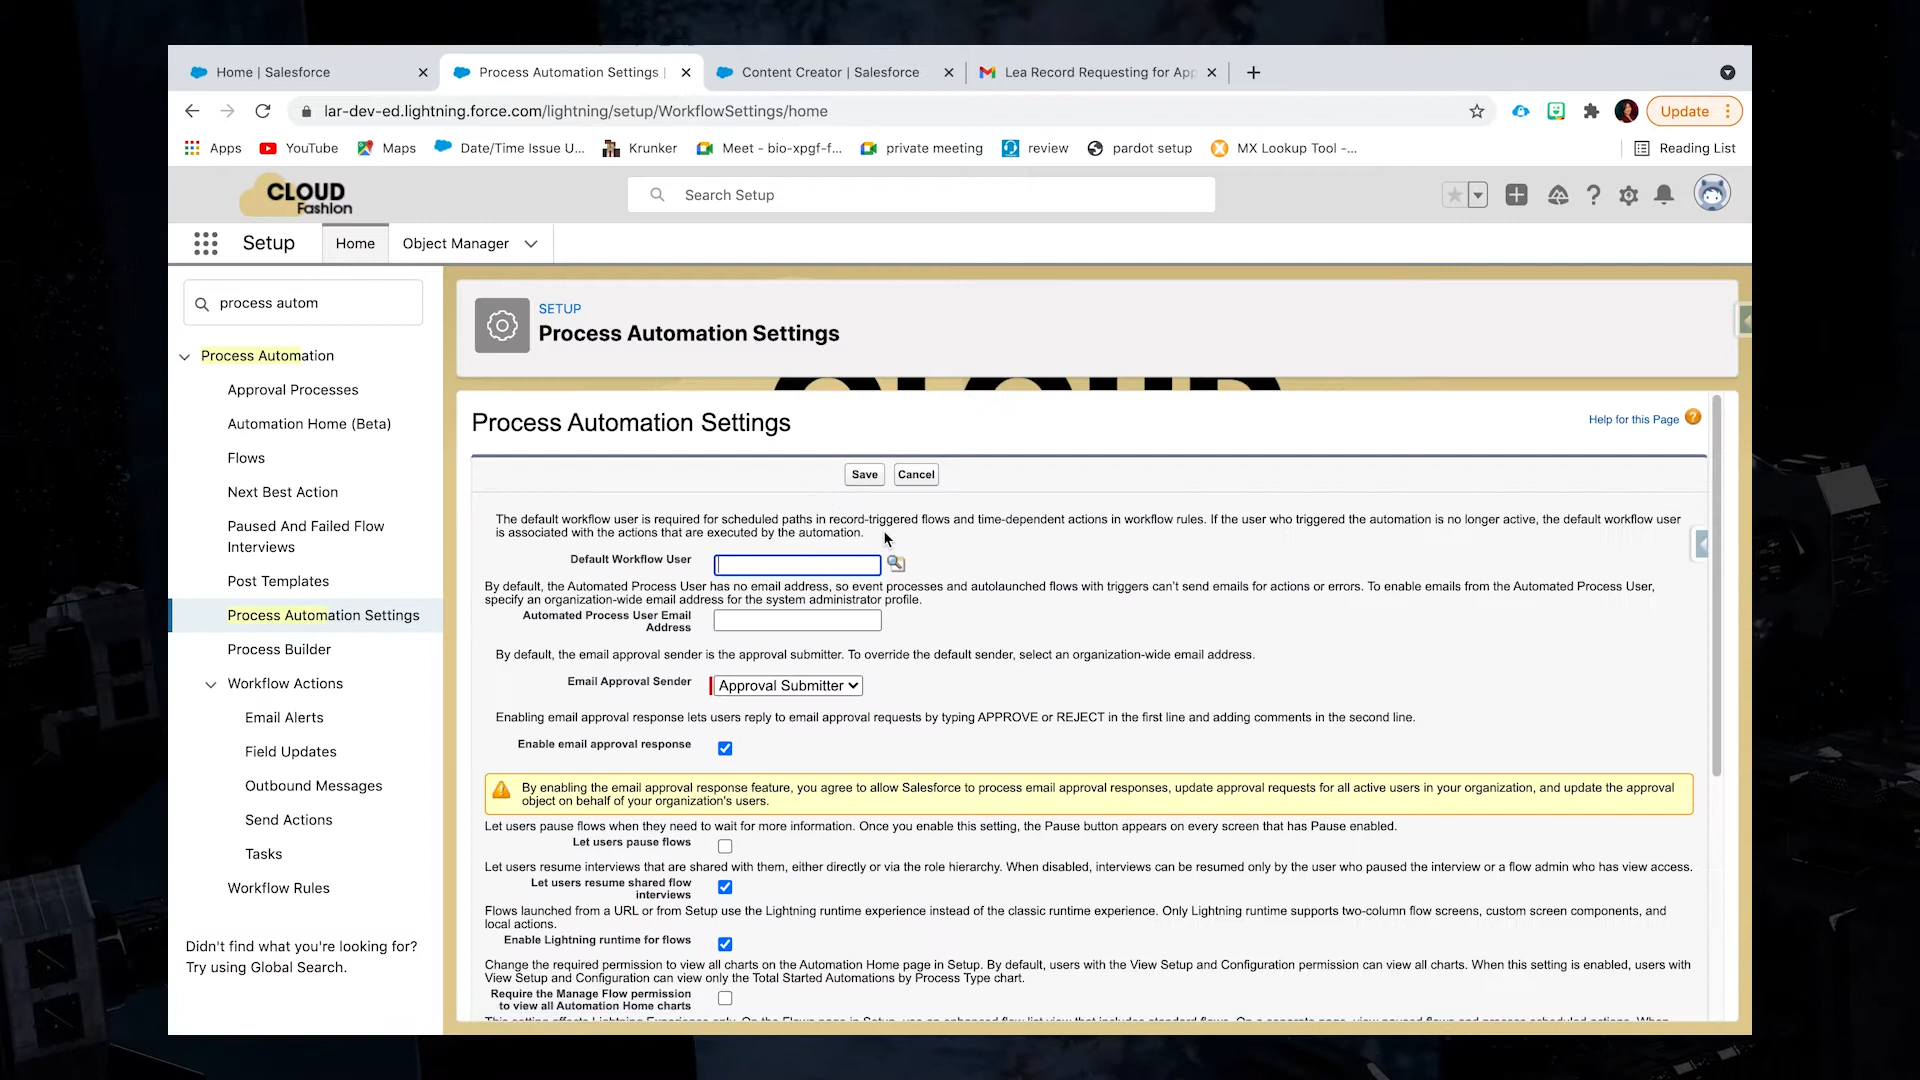 Home | Salesforce
Process Automation Settings |
Content Creator | Salesforce
Lea Record Requesting for App
lar-dev-ed.lightning.force.com/lightning/setup/WorkflowSettings/home
Update
Apps
YouTube
Maps
Date/Time Issue U...
Krunker
Meet - bio-xpgf-f...
private meeting
review
pardot setup
MX Lookup Tool -...
Reading List
CLOUD
Fashion
Search Setup
Setup
Home
Object Manager
process autom
Process Automation
Approval Processes
Automation Home (Beta)
Flows
Next Best Action
Paused And Failed Flow
Interviews
Post Templates
Process Automation Settings
Process Builder
Workflow Actions
Email Alerts
Field Updates
Outbound Messages
Send Actions
Tasks
Workflow Rules
Didn't find what you're looking for?
Try using Global Search.
SETUP
Process Automation Settings
Process Automation Settings
Help for this Page
Save
Cancel
The default workflow user is required for scheduled paths in record-triggered flows and time-dependent actions in workflow rules. If the user who triggered the automation is no longer active, the default workflow user
is associated with the actions that are executed by the automation.
Default Workflow User
By default, the Automated Process User has no email address, so event processes and autolaunched flows with triggers can't send emails for actions or errors. To enable emails from the Automated Process User,
specify an organization-wide email address for the system administrator profile.
Automated Process User Email
Address
By default, the email approval sender is the approval submitter. To override the default sender, select an organization-wide email address.
Email Approval Sender
Approval Submitter
Enabling email approval response lets users reply to email approval requests by typing APPROVE or REJECT in the first line and adding comments in the second line.
Enable email approval response
By enabling the email approval response feature, you agree to allow Salesforce to process email approval responses, update approval requests for all active users in your organization, and update the approval
object on behalf of your organization's users.
Let users pause flows when they need to wait for more information. Once you enable this setting, the Pause button appears on every screen that has Pause enabled.
Let users pause flows
Let users resume interviews that are shared with them, either directly or via the role hierarchy. When disabled, interviews can be resumed only by the user who paused the interview or a flow admin who has view access.
Let users resume shared flow
interviews
Flows launched from a URL or from Setup use the Lightning runtime experience instead of the classic runtime experience. Only Lightning runtime supports two-column flow screens, custom screen components, and
local actions.
Enable Lightning runtime for flows
Change the required permission to view all charts on the Automation Home page in Setup. By default, users with the View Setup and Configuration permission can view all charts. When this setting is enabled, users with
View Setup and Configuration can view only the Total Started Automations by Process Type chart.
Require the Manage Flow permission
to view all Automation Home charts